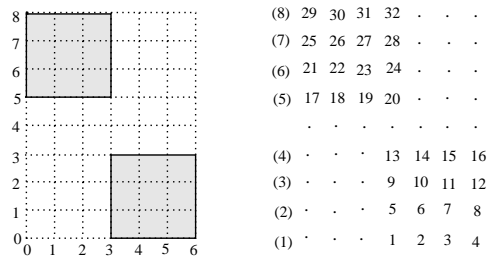 8
7
6
5
4
3
2
1
0
0 1 2 3 4 5 6
(8) 29 30 31 32 . . .
(7) 25 26 27 28 . . .
(6) 21 22 23 24 . . .
(5) 17 18 19 20 . . .
. . . . . . .
(4) . . . 13 14 15 16
(3) . . . 9 10 11 12
(2) . . . 5 6 7 8
(1) . . . 1 2 3 4